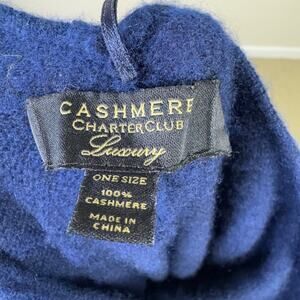 CASHMERE
CHARTER CLUB
Luxury
ONE SIZE
100%
CASHMERE
MADE IN
CHINA